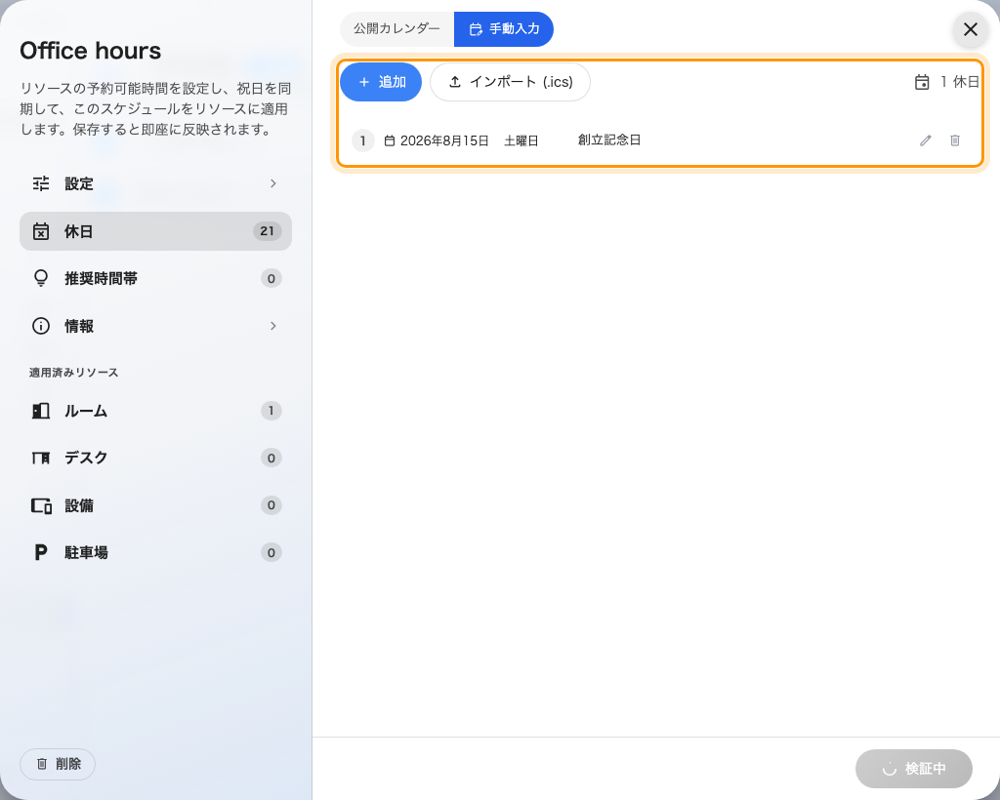 Office hours
リソースの予約可能時間を設定し、祝日を同
期して、このスケジュールをリソースに適用
します。保存すると即座に反映されます。
設定
休日 21
推奨時間帯 0
情報
適用済みリソース
ルーム 1
デスク 0
設備 0
駐車場 0
削除
公開カレンダー 手動入力
追加 インポート (.ics) 1 休日
1 2026年8月15日 土曜日 創立記念日
検証中